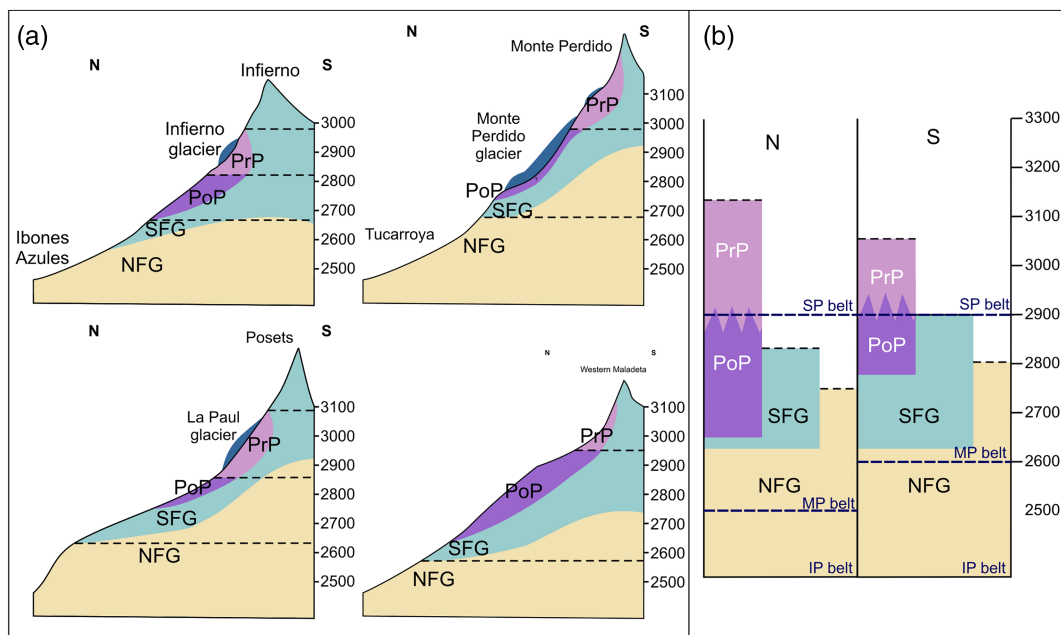 (a)
N
Infierno
S
Infierno
glacier
PrP
PoP
SFG
Ibones
Azules
NFG
3000
2900
2800
2700
2600
2500
N
Monte Perdido
S
PrP
Monte
Perdido
glacier
PoP
SFG
Tucarroya
NFG
3100
3000
2900
2800
2700
2600
2500
N
Posets
S
La Paul
glacier
PrP
PoP
SFG
NFG
3100
3000
2900
2800
2700
2600
2500
N
S
Western Maladeta
PrP
PoP
SFG
NFG
3100
3000
2900
2800
2700
2600
2500
(b)
N
S
PrP
SP belt
PoP
SFG
NFG
MP belt
IP belt
PrP
SP belt
PoP
SFG
MP belt
NFG
IP belt
3300
3200
3100
3000
2900
2800
2700
2600
2500